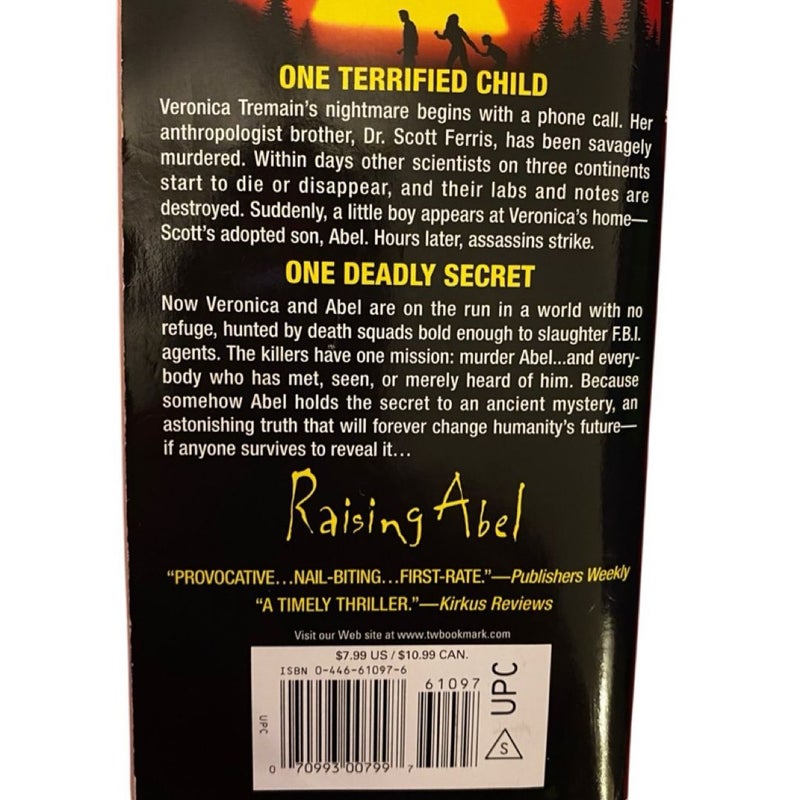 ONE TERRIFIED CHILD
Veronica Tremain's nightmare begins with a phone call. Her
anthropologist brother, Dr. Scott Ferris, has been savagely
murdered. Within days other scientists on three continents
start to die or disappear, and their labs and notes are
destroyed. Suddenly, a little boy appears at Veronica's home—
Scott's adopted son, Abel. Hours later, assassins strike.
ONE DEADLY SECRET
Now Veronica and Abel are on the run in a world with no
refuge, hunted by death squads bold enough to slaughter F.B.I.
agents. The killers have one mission: murder Abel...and every-
body who has met, seen, or merely heard of him. Because
somehow Abel holds the secret to an ancient mystery, an
astonishing truth that will forever change humanity's future—
if anyone survives to reveal it...
Raising Abel
"PROVOCATIVE...NAIL-BITING...FIRST-RATE."—Publishers Weekly
"A TIMELY THRILLER."—Kirkus Reviews
Visit our Web site at www.twbookmark.com
$7.99 US / $10.99 CAN.
ISBN 0-446-61097-6
61097
UPC
UPC
S
0 70993 00799 7